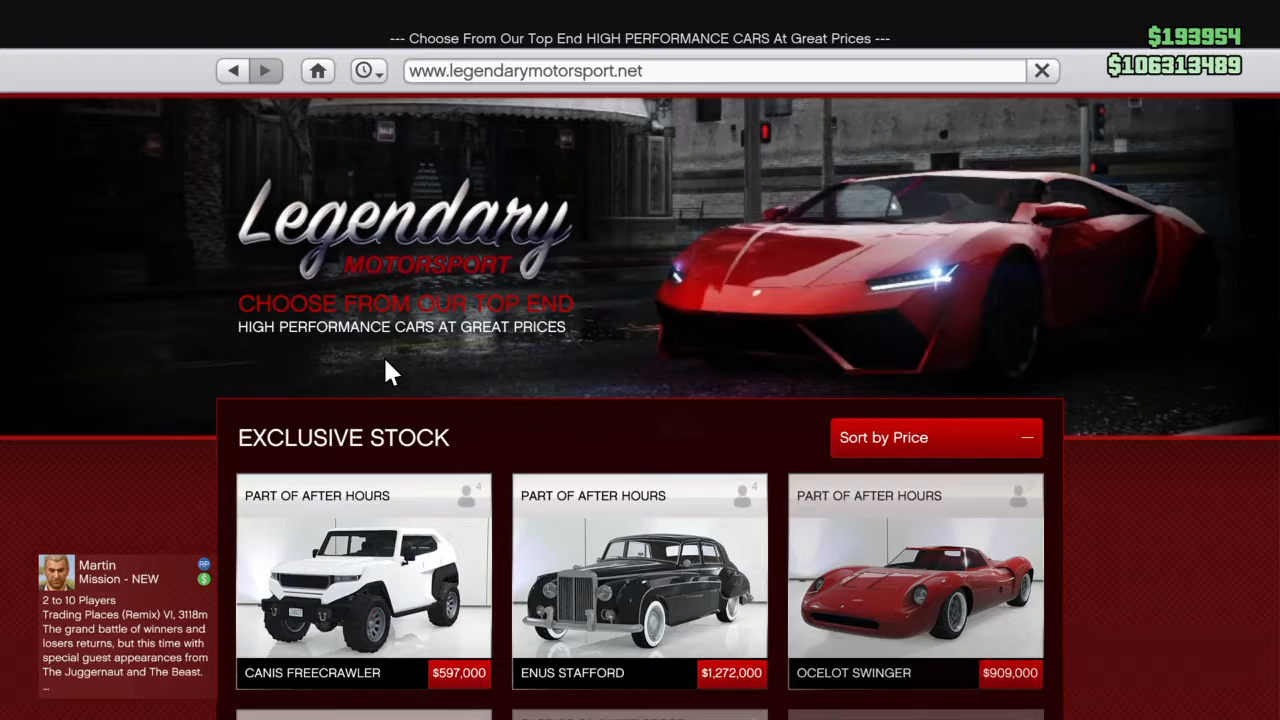 --- Choose From Our Top End HIGH PERFORMANCE CARS At Great Prices ---
$193954
www.legendarymotorsport.net
$106313489
Legendary
MOTORSPORT
CHOOSE FROM OUR TOP END
HIGH PERFORMANCE CARS AT GREAT PRICES
EXCLUSIVE STOCK
Sort by Price
PART OF AFTER HOURS
4
PART OF AFTER HOURS
4
PART OF AFTER HOURS
CANIS FREECRAWLER
$597,000
ENUS STAFFORD
$1,272,000
OCELOT SWINGER
$909,000
Martin
RP
Mission - NEW
$
2 to 10 Players
Trading Places (Remix) VI, 3118m
The grand battle of winners and
losers returns, but this time with
special guest appearances from
The Juggernaut and The Beast.
...